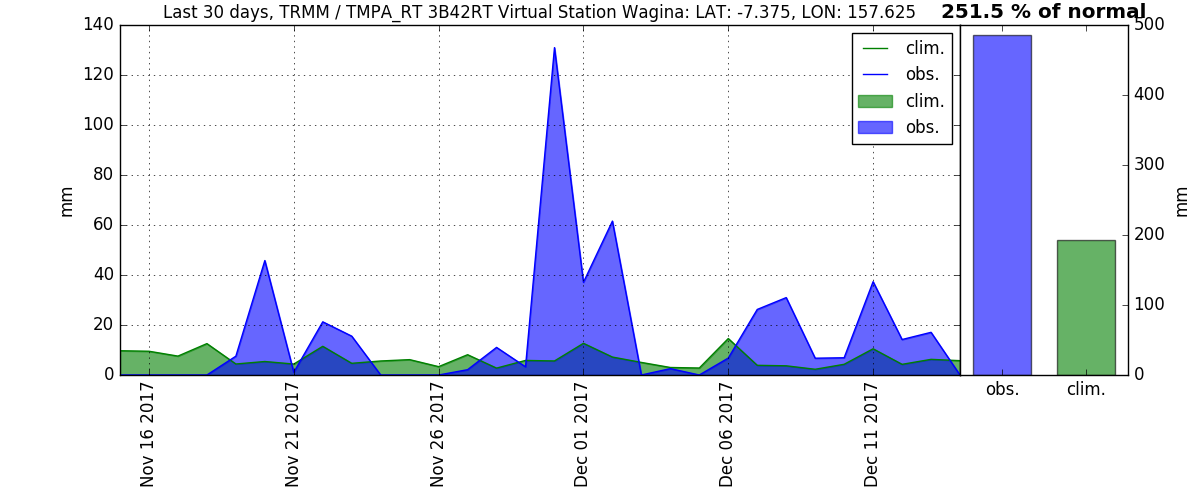 Last 30 days, TRMM / TMPA_RT 3B42RT Virtual Station Wagina: LAT: -7.375, LON: 157.625
251.5 % of normal
140
120
100
80
60
40
20
0
mm
clim.
obs.
clim.
obs.
500
400
300
200
100
0
mm
Nov 16 2017
Nov 21 2017
Nov 26 2017
Dec 01 2017
Dec 06 2017
Dec 11 2017
obs.
clim.